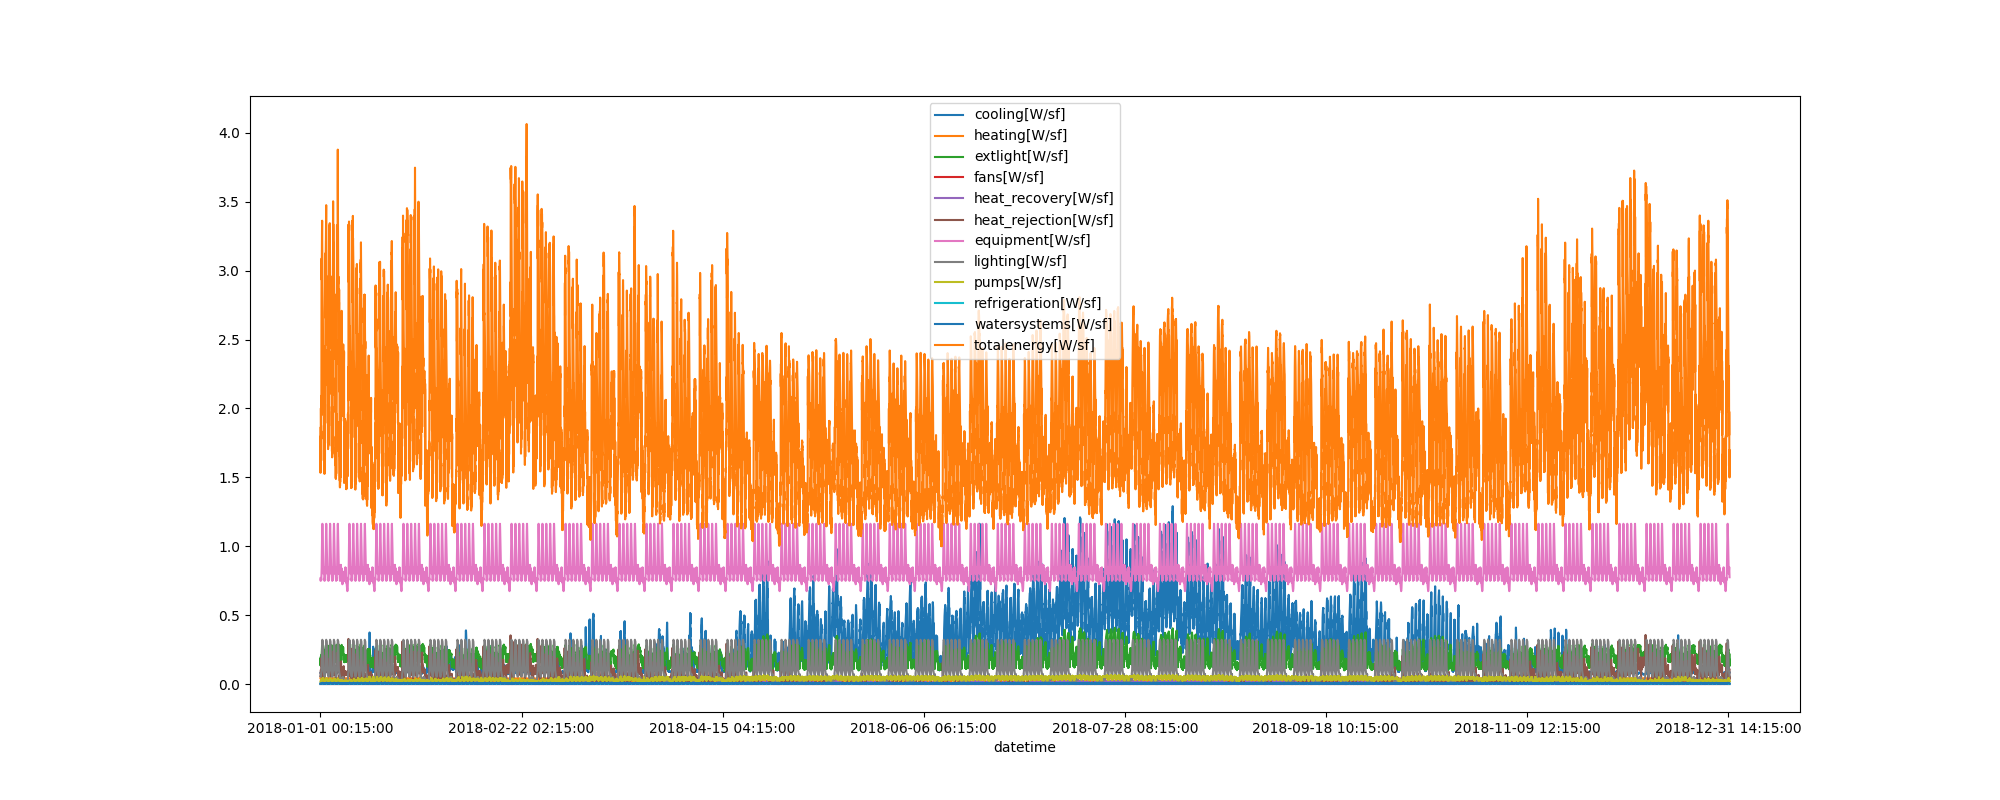 4.0
3.5
3.0
2.5
2.0
1.5
1.0
0.5
0.0
cooling[W/sf]
heating[W/sf]
extlight[W/sf]
fans[W/sf]
heat_recovery[W/sf]
heat_rejection[W/sf]
equipment[W/sf]
lighting[W/sf]
pumps[W/sf]
refrigeration[W/sf]
watersystems[W/sf]
totalenergy[W/sf]
2018-01-01 00:15:00 2018-02-22 02:15:00 2018-04-15 04:15:00 2018-06-06 06:15:00 2018-07-28 08:15:00 2018-09-18 10:15:00 2018-11-09 12:15:00 2018-12-31 14:15:00
datetime